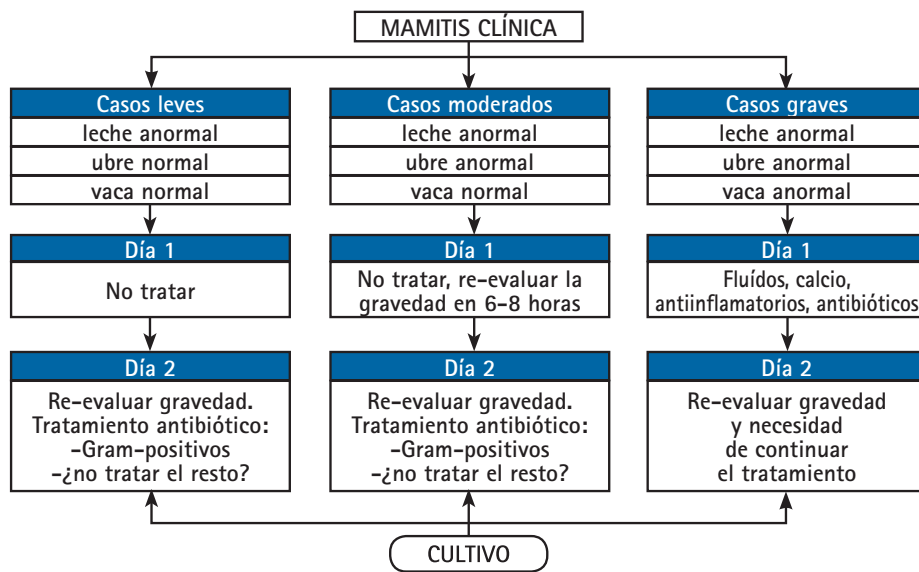 MAMITIS CLÍNICA
Casos leves
leche anormal
ubre normal
vaca normal
Día 1
No tratar
Día 2
Re-evaluar gravedad.
Tratamiento antibiótico:
-Gram-positivos
-¿no tratar el resto?
Casos moderados
leche anormal
ubre anormal
vaca normal
Día 1
No tratar, re-evaluar la
gravedad en 6-8 horas
Día 2
Re-evaluar gravedad.
Tratamiento antibiótico:
-Gram-positivos
-¿no tratar el resto?
Casos graves
leche anormal
ubre anormal
vaca anormal
Día 1
Fluídos, calcio,
antiinflamatorios, antibióticos
Día 2
Re-evaluar gravedad
y necesidad
de continuar
el tratamiento
CULTIVO